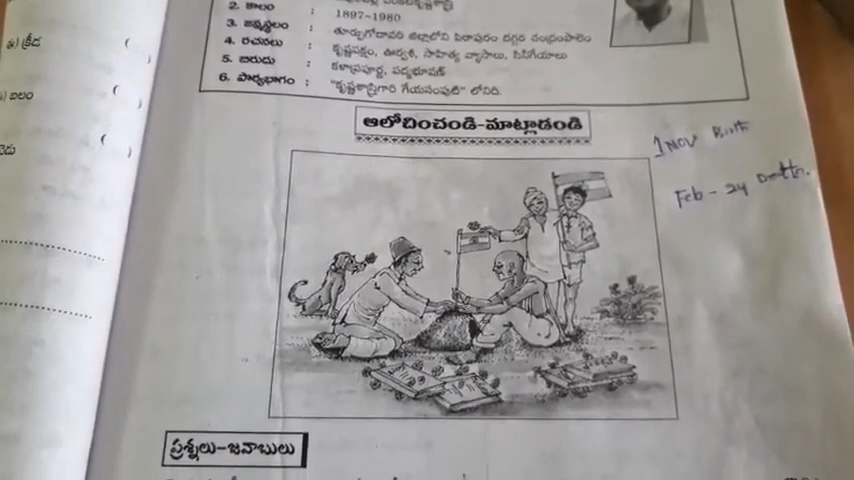 2. కాలం : 1897-1980
3. జన్మస్థలం : తూర్పుగోదావరి జిల్లాలోని పిఠాపురం దగ్గర చంద్రంపాలెం
4. రచనలు : కృష్ణపక్షం, ఊర్వశి, సాహిత్య వ్యాసాలు, సినీగేయాలు
5. బిరుదు : కళాప్రపూర్ణ, పద్మభూషణ్
6. పాఠ్యభాగం : "కృష్ణశాస్త్రిగారి గేయసంపుటి" లోనిది.
క్రీడ ( )
బలం ( )
( )
ఆలోచించండి-మాట్లాడండి
1 NOV Birth
Feb - 24 Death.
ప్రశ్నలు-జవాబులు